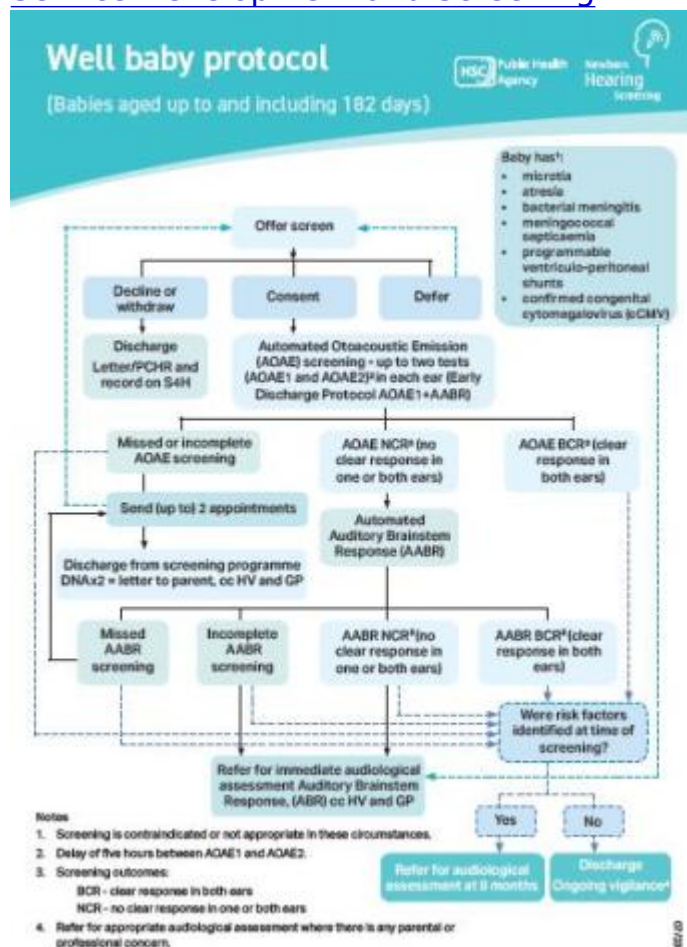 Well baby protocol
(Babies aged up to and including 182 days)
HSC Public Health
Agency
Newborn
Hearing
Screening
Baby has¹:
• microtia
• atresia
• bacterial meningitis
• meningococcal
septicaemia
• programmable
ventriculo-peritoneal
shunts
• confirmed congenital
cytomegalovirus (cCMV)
Offer screen
Decline or
withdraw
Consent
Defer
Discharge
Letter/PCHR and
record on S4H
Automated Otoacoustic Emission
(AOAE) screening - up to two tests
(AOAE1 and AOAE2)² in each ear (Early
Discharge Protocol AOAE1+AABR)
Missed or incomplete
AOAE screening
AOAE NCR³ (no
clear response in
one or both ears)
AOAE BCR³ (clear
response in
both ears)
Send (up to) 2 appointments
Automated
Auditory Brainstem
Response (AABR)
Discharge from screening programme
DNAx2 = letter to parent, cc HV and GP
Missed
AABR
screening
Incomplete
AABR
screening
AABR NCR³ (no
clear response in
one or both ears)
AABR BCR³ (clear
response in both
ears)
Were risk factors
identified at time of
screening?
Refer for immediate audiological
assessment Auditory Brainstem
Response, (ABR) cc HV and GP
Yes
No
Refer for audiological
assessment at 8 months
Discharge
Ongoing vigilance⁴
Notes
1. Screening is contraindicated or not appropriate in these circumstances.
2. Delay of five hours between AOAE1 and AOAE2.
3. Screening outcomes:
BCR - clear response in both ears
NCR - no clear response in one or both ears
4. Refer for appropriate audiological assessment where there is any parental or
professional concern.